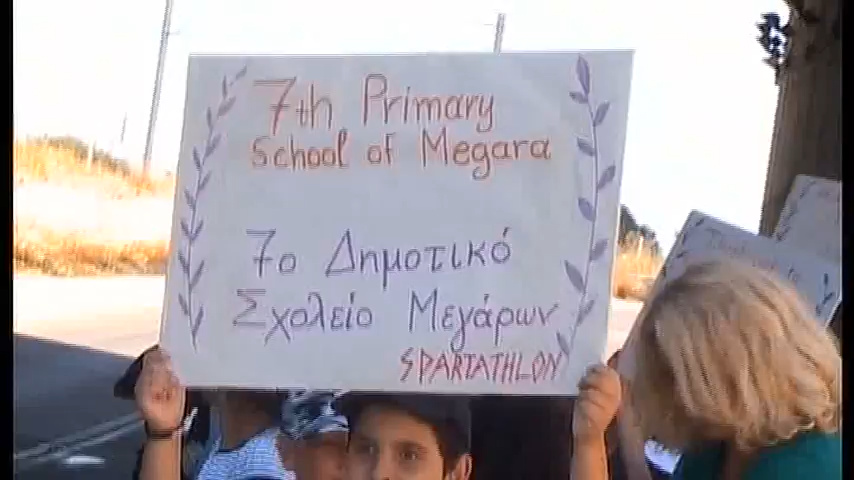 7th Primary
School of Megara
7ο Δημοτικό
Σχολείο Μεγάρων
SPARTATHLON